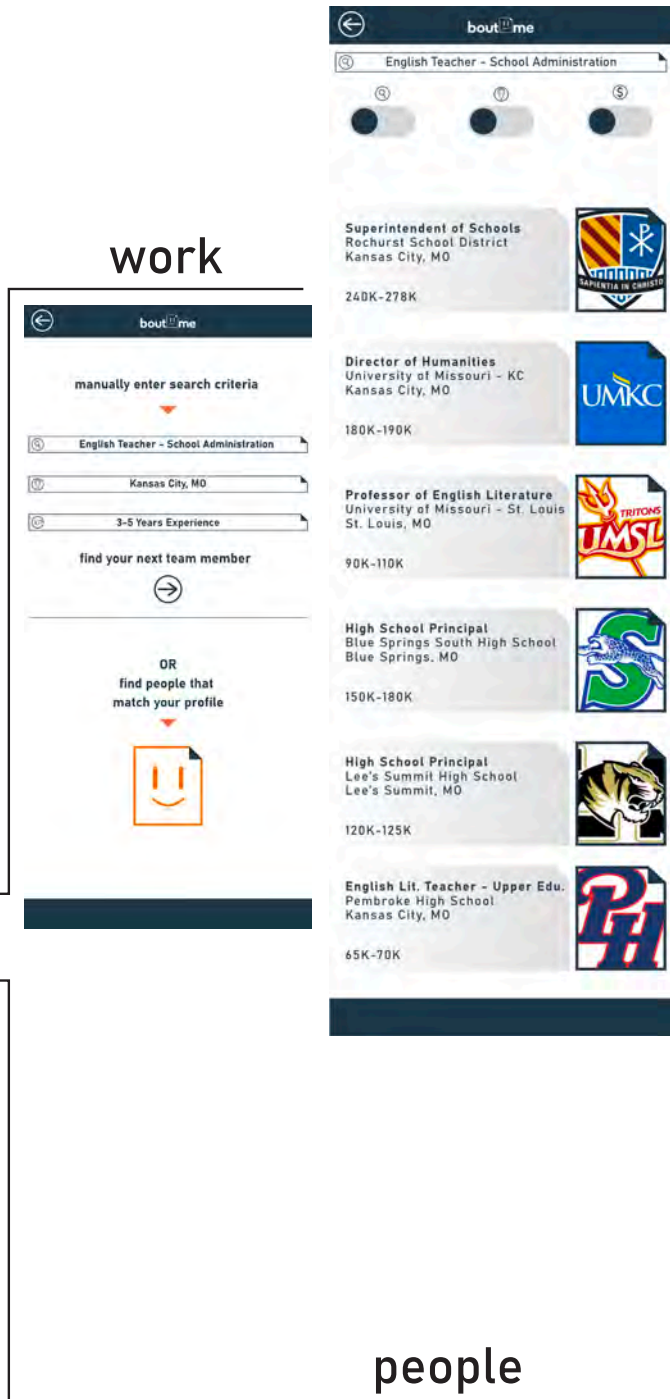 work
bout me
manually enter search criteria
English Teacher - School Administration
Kansas City, MO
3-5 Years Experience
find your next team member
OR
find people that
match your profile
bout me
English Teacher - School Administration
$
Superintendent of Schools
Rochurst School District
Kansas City, MO
240K-278K
SAPIENTIA IN CHRISTO
Director of Humanities
University of Missouri - KC
Kansas City, MO
180K-190K
UMKC
Professor of English Literature
University of Missouri - St. Louis
St. Louis, MO
90K-110K
TRITONS
UMSL
High School Principal
Blue Springs South High School
Blue Springs, MO
150K-180K
S
High School Principal
Lee's Summit High School
Lee's Summit, MO
120K-125K
English Lit. Teacher - Upper Edu.
Pembroke High School
Kansas City, MO
65K-70K
PH
people